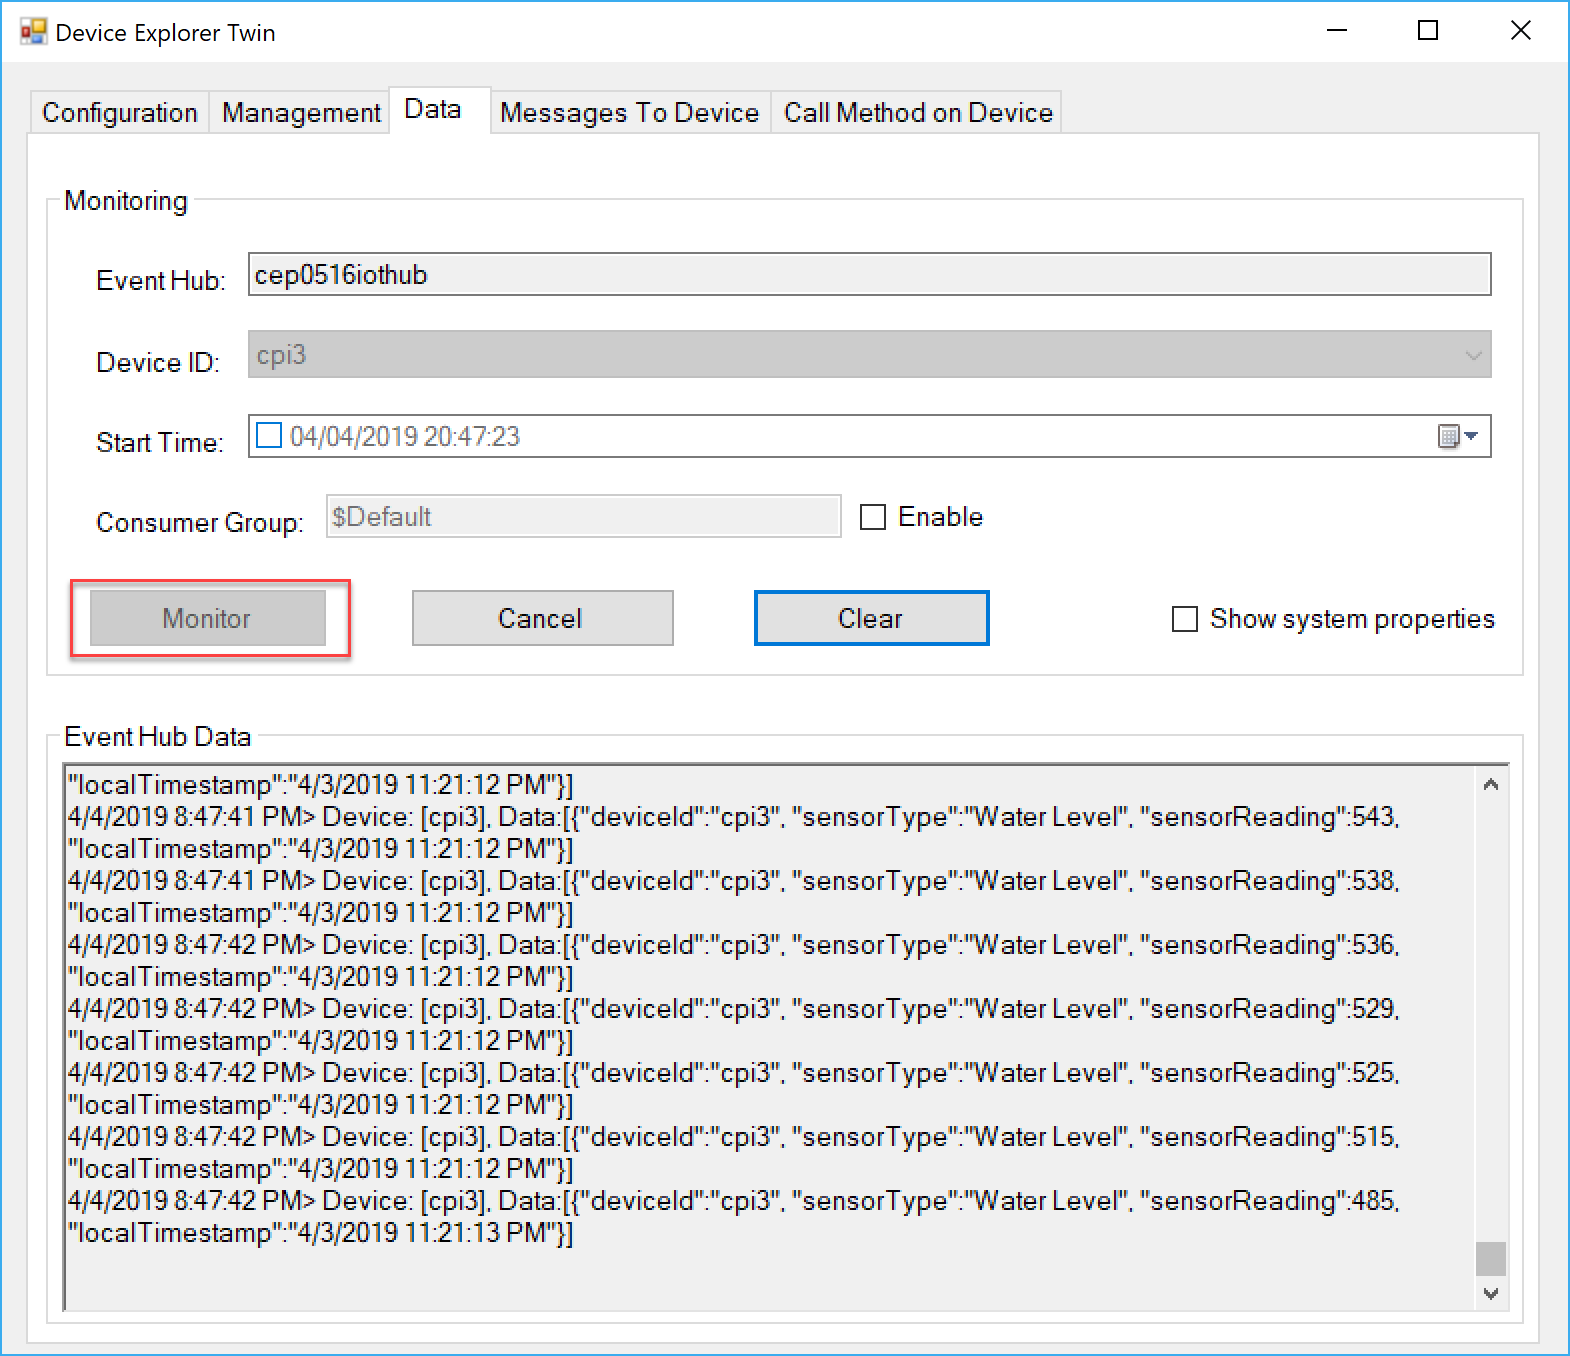 Device Explorer Twin
Configuration Management Data Messages To Device Call Method on Device
Monitoring
Event Hub: cep0516iothub
Device ID: cpi3
Start Time: 04/04/2019 20:47:23
Consumer Group: $Default Enable
Monitor Cancel Clear Show system properties
Event Hub Data
"localTimestamp":"4/3/2019 11:21:12 PM"}]
4/4/2019 8:47:41 PM> Device: [cpi3], Data:[{"deviceId":"cpi3", "sensorType":"Water Level", "sensorReading":543,
"localTimestamp":"4/3/2019 11:21:12 PM"}]
4/4/2019 8:47:41 PM> Device: [cpi3], Data:[{"deviceId":"cpi3", "sensorType":"Water Level", "sensorReading":538,
"localTimestamp":"4/3/2019 11:21:12 PM"}]
4/4/2019 8:47:42 PM> Device: [cpi3], Data:[{"deviceId":"cpi3", "sensorType":"Water Level", "sensorReading":536,
"localTimestamp":"4/3/2019 11:21:12 PM"}]
4/4/2019 8:47:42 PM> Device: [cpi3], Data:[{"deviceId":"cpi3", "sensorType":"Water Level", "sensorReading":529,
"localTimestamp":"4/3/2019 11:21:12 PM"}]
4/4/2019 8:47:42 PM> Device: [cpi3], Data:[{"deviceId":"cpi3", "sensorType":"Water Level", "sensorReading":525,
"localTimestamp":"4/3/2019 11:21:12 PM"}]
4/4/2019 8:47:42 PM> Device: [cpi3], Data:[{"deviceId":"cpi3", "sensorType":"Water Level", "sensorReading":515,
"localTimestamp":"4/3/2019 11:21:12 PM"}]
4/4/2019 8:47:42 PM> Device: [cpi3], Data:[{"deviceId":"cpi3", "sensorType":"Water Level", "sensorReading":485,
"localTimestamp":"4/3/2019 11:21:13 PM"}]